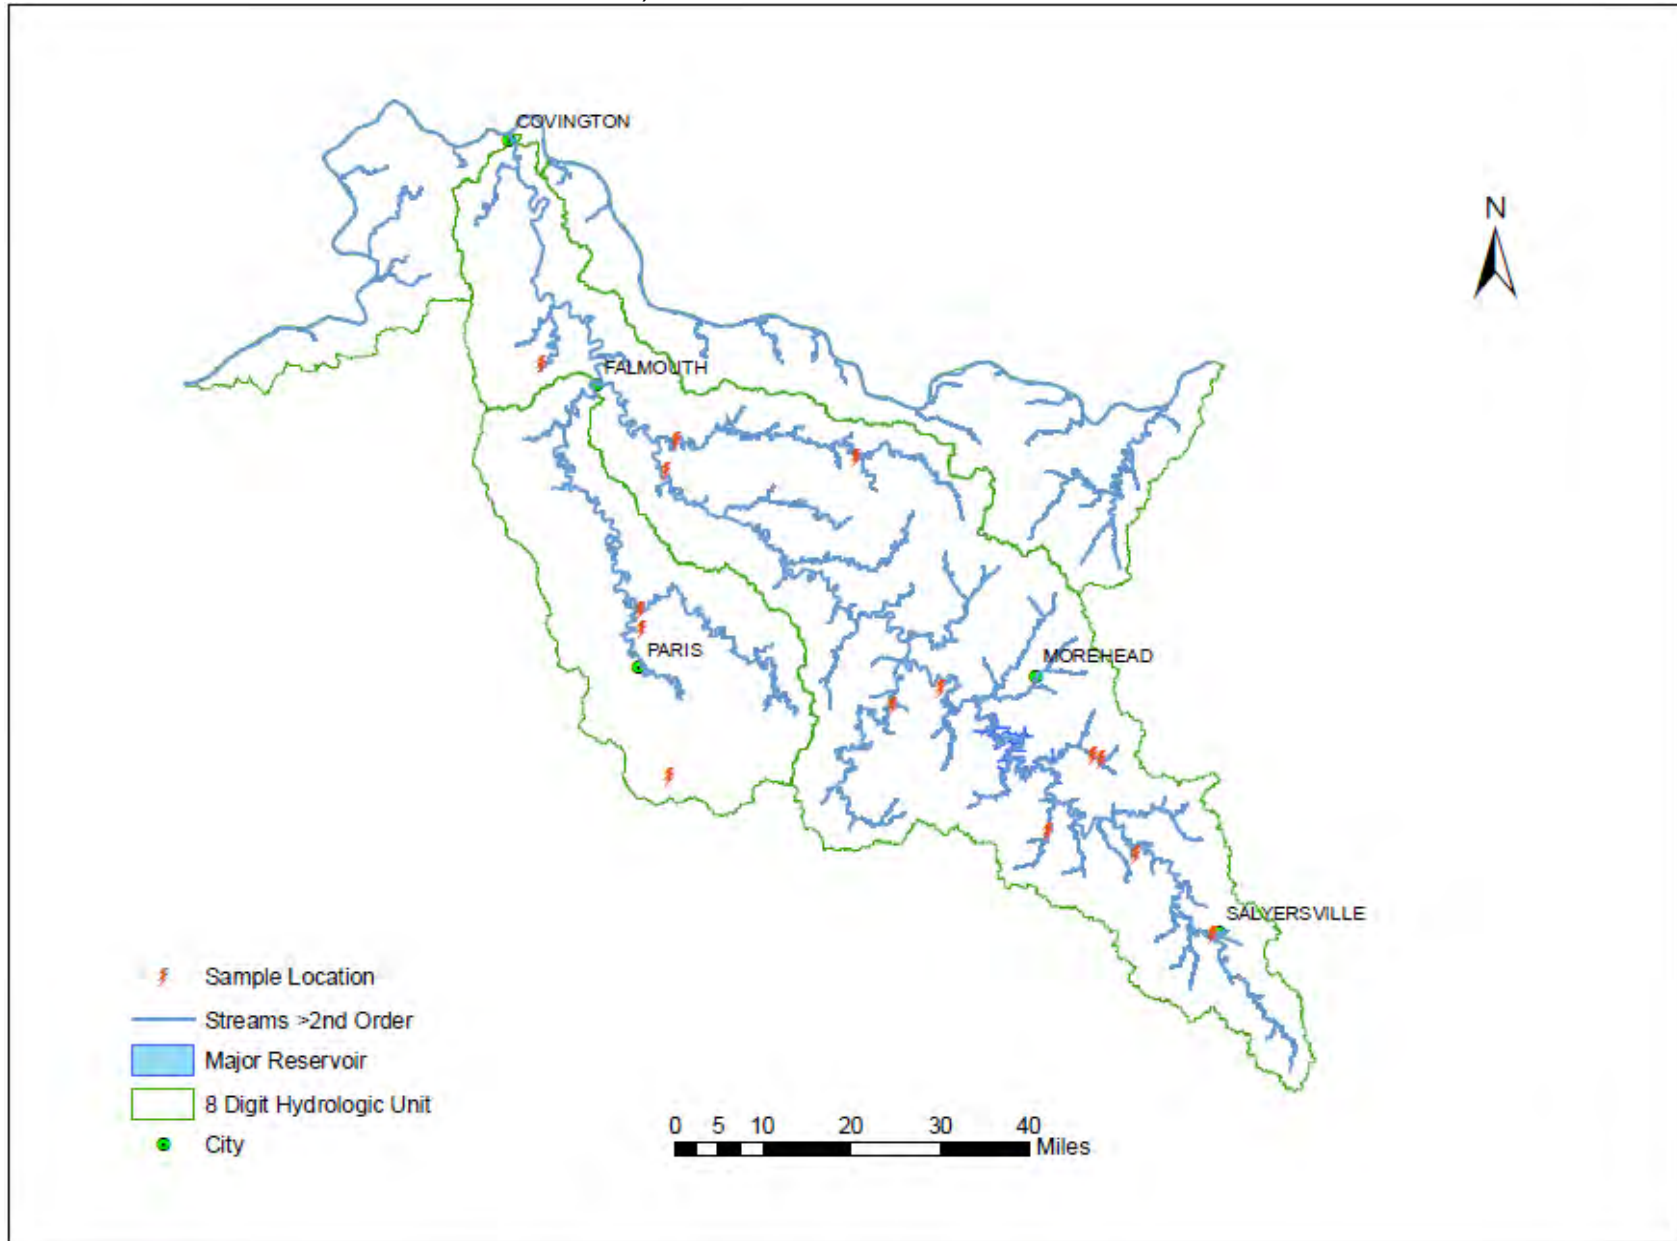 COVINGTON
N
FALMOUTH
PARIS
MOREHEAD
SALYERSVILLE
Sample Location
Streams >2nd Order
Major Reservoir
8 Digit Hydrologic Unit
City
0 5 10 20 30 40
Miles